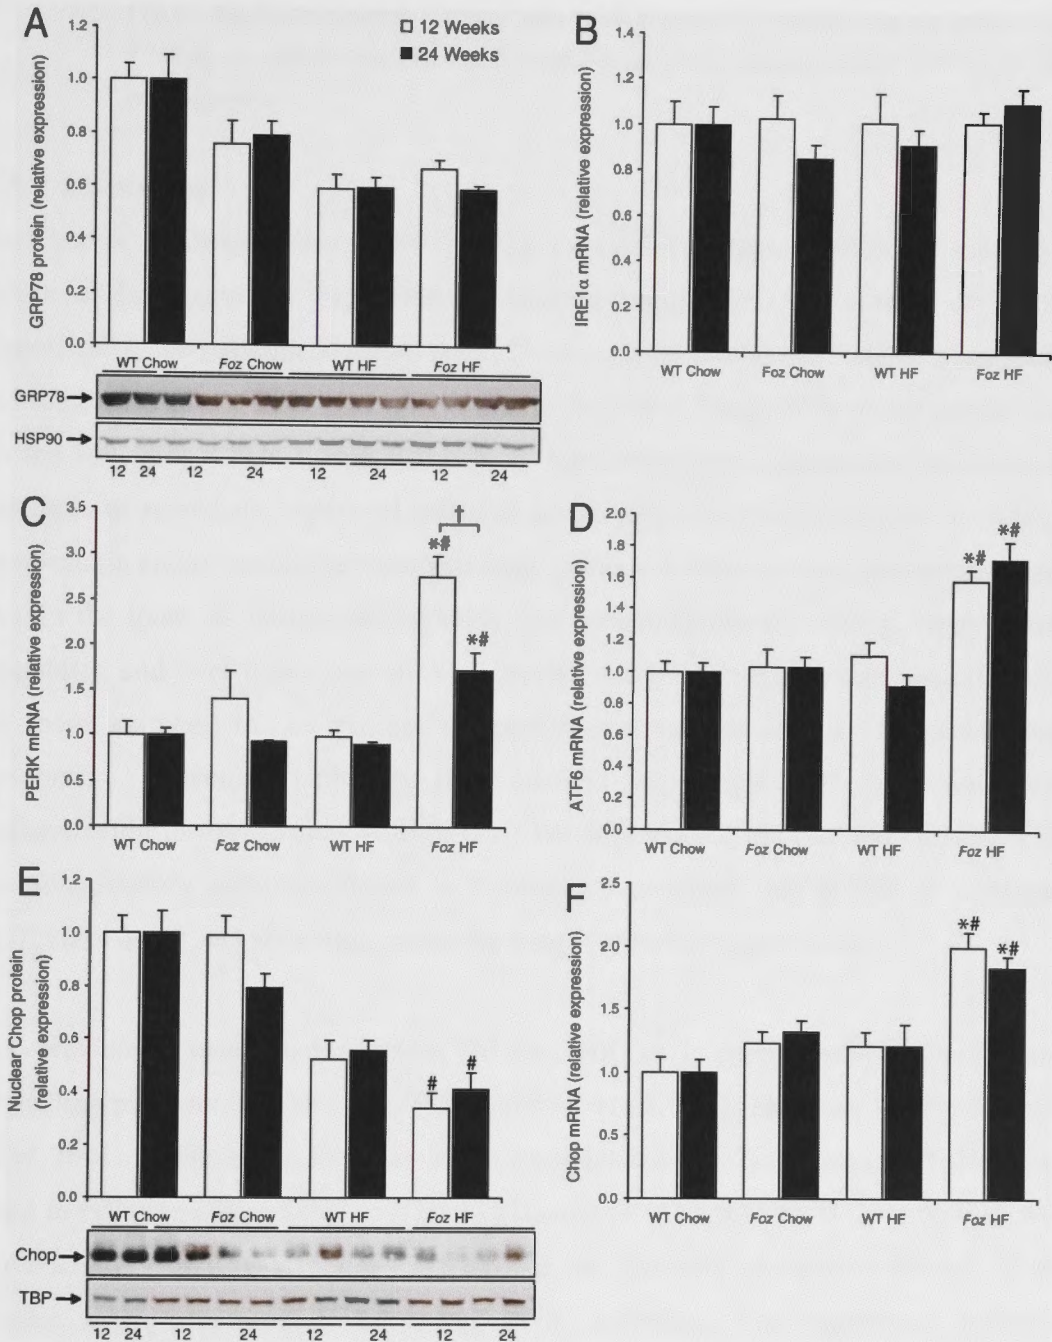 A
GRP78 protein (relative expression)
1.2
1.0
0.8
0.6
0.4
0.2
0.0
12 Weeks
24 Weeks
WT Chow Foz Chow WT HF Foz HF
GRP78
HSP90
12 24 12 24 12 24 12 24
B
IRE1α mRNA (relative expression)
1.4
1.2
1.0
0.8
0.6
0.4
0.2
0.0
WT Chow Foz Chow WT HF Foz HF
C
PERK mRNA (relative expression)
3.5
3.0
2.5
2.0
1.5
1.0
0.5
0.0
†
*#
*#
WT Chow Foz Chow WT HF Foz HF
D
ATF6 mRNA (relative expression)
2.0
1.8
1.6
1.4
1.2
1.0
0.8
0.6
0.4
0.2
0.0
*#
*#
WT Chow Foz Chow WT HF Foz HF
E
Nuclear Chop protein
(relative expression)
1.2
1.0
0.8
0.6
0.4
0.2
0.0
#
#
WT Chow Foz Chow WT HF Foz HF
Chop
TBP
12 24 12 24 12 24 12 24
F
Chop mRNA (relative expression)
2.5
2.0
1.5
1.0
0.5
0.0
*#
*#
WT Chow Foz Chow WT HF Foz HF